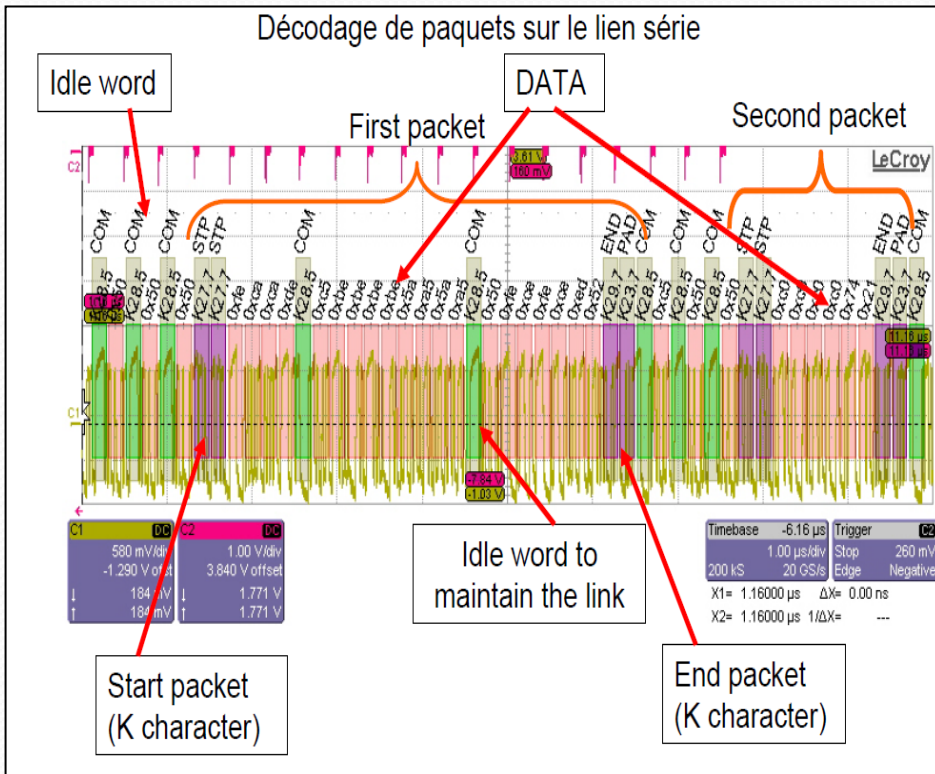 Décodage de paquets sur le lien série
Idle word
DATA
First packet
Second packet
LeCroy
C2
3.61 V
160 mV
COM COM COM STP STP COM COM END PAD COM COM COM STP STP END PAD COM
0x50 K28.5 0x50 K28.5 0x50 K27.7 K27.7 0xfe 0xca 0xca 0xde K28.5 0xc5 0xbe 0xbe 0xbe 0xbe 0x5a 0xa5 0x5a 0xa5 K28.5 0x50 0xfe 0xce 0xed 0x52 K29.7 K23.7 K28.5 0xc5 K28.5 0x50 K28.5 0x50 K27.7 K27.7 0xc0 0x74 0x21 K29.7 K23.7 K28.5
11.16 µs
C1
-7.84 V
-1.03 V
C1 DC
580 mV/div
-1.290 V ofst
184 mV
184 mV
C2 DC
1.00 V/div
3.840 V offset
1.771 V
1.771 V
Idle word to
maintain the link
Timebase -6.16 µs
1.00 µs/div
200 kS 20 GS/s
Trigger C2
Stop 260 mV
Edge Negative
X1= 1.16000 µs ΔX= 0.00 ns
X2= 1.16000 µs 1/ΔX= ---
Start packet
(K character)
End packet
(K character)